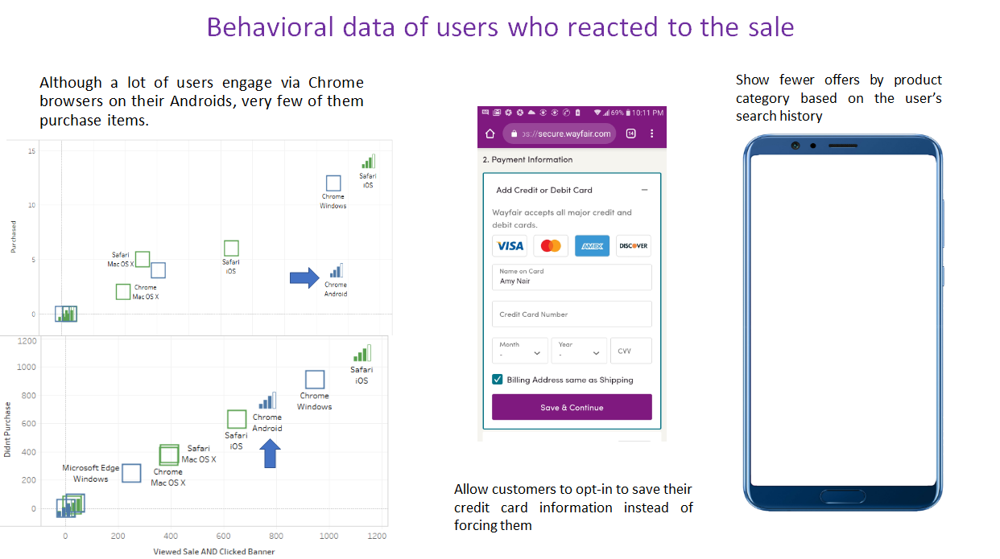 Behavioral data of users who reacted to the sale
Although a lot of users engage via Chrome
browsers on their Androids, very few of them
purchase items.
15
10
5
0
Purchased
Safari
iOS
Chrome
Windows
Safari
Mac OS X
Safari
iOS
Chrome
Mac OS X
Chrome
Android
1200
1000
800
600
400
200
0
Didnt Purchase
Safari
iOS
Chrome
Windows
Chrome
Android
Safari
iOS
Safari
Mac OS X
Chrome
Mac OS X
Microsoft Edge
Windows
0 200 400 600 800 1000 1200
Viewed Sale AND Clicked Banner
69% 10:11 PM
ɔs://secure.wayfair.com 14
2. Payment Information
Add Credit or Debit Card
Wayfair accepts all major credit and
debit cards.
VISA AMEX DISCOVER
Name on Card
Amy Nair
Credit Card Number
Month Year CVV
- -
Billing Address same as Shipping
Save & Continue
Allow customers to opt-in to save their
credit card information instead of
forcing them
Show fewer offers by product
category based on the user's
search history